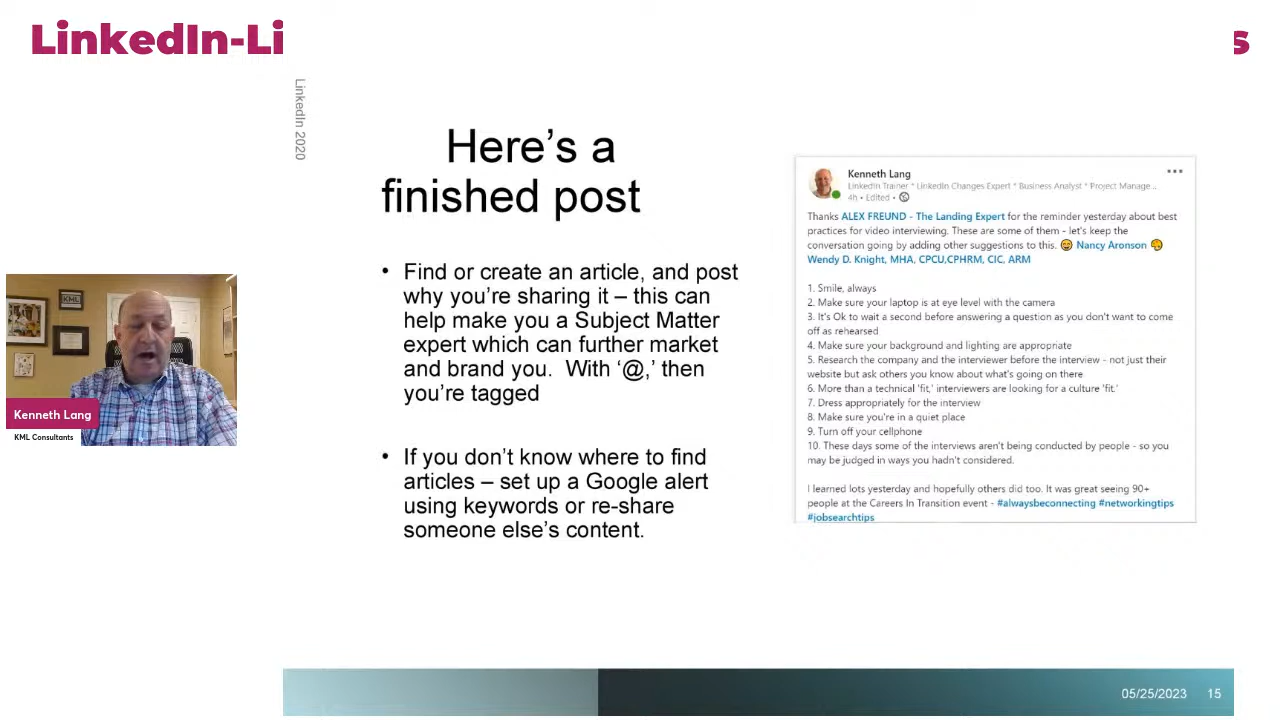 LinkedIn-Li
s
LinkedIn 2020
Here's a
finished post
• Find or create an article, and post
why you're sharing it – this can
help make you a Subject Matter
expert which can further market
and brand you. With '@,' then
you're tagged
• If you don't know where to find
articles – set up a Google alert
using keywords or re-share
someone else's content.
Kenneth Lang
LinkedIn Trainer * LinkedIn Changes Expert * Business Analyst * Project Manage...
4h • Edited •
Thanks ALEX FREUND - The Landing Expert for the reminder yesterday about best
practices for video interviewing. These are some of them - let's keep the
conversation going by adding other suggestions to this. 😄 Nancy Aronson 🤔
Wendy D. Knight, MHA, CPCU,CPHRM, CIC, ARM
1. Smile, always
2. Make sure your laptop is at eye level with the camera
3. It's Ok to wait a second before answering a question as you don't want to come
off as rehearsed
4. Make sure your background and lighting are appropriate
5. Research the company and the interviewer before the interview - not just their
website but ask others you know about what's going on there
6. More than a technical 'fit,' interviewers are looking for a culture 'fit.'
7. Dress appropriately for the interview
8. Make sure you're in a quiet place
9. Turn off your cellphone
10. These days some of the interviews aren't being conducted by people - so you
may be judged in ways you hadn't considered.
I learned lots yesterday and hopefully others did too. It was great seeing 90+
people at the Careers In Transition event - #alwaysbeconnecting #networkingtips
#jobsearchtips
KML
Kenneth Lang
KML Consultants
05/25/2023 15